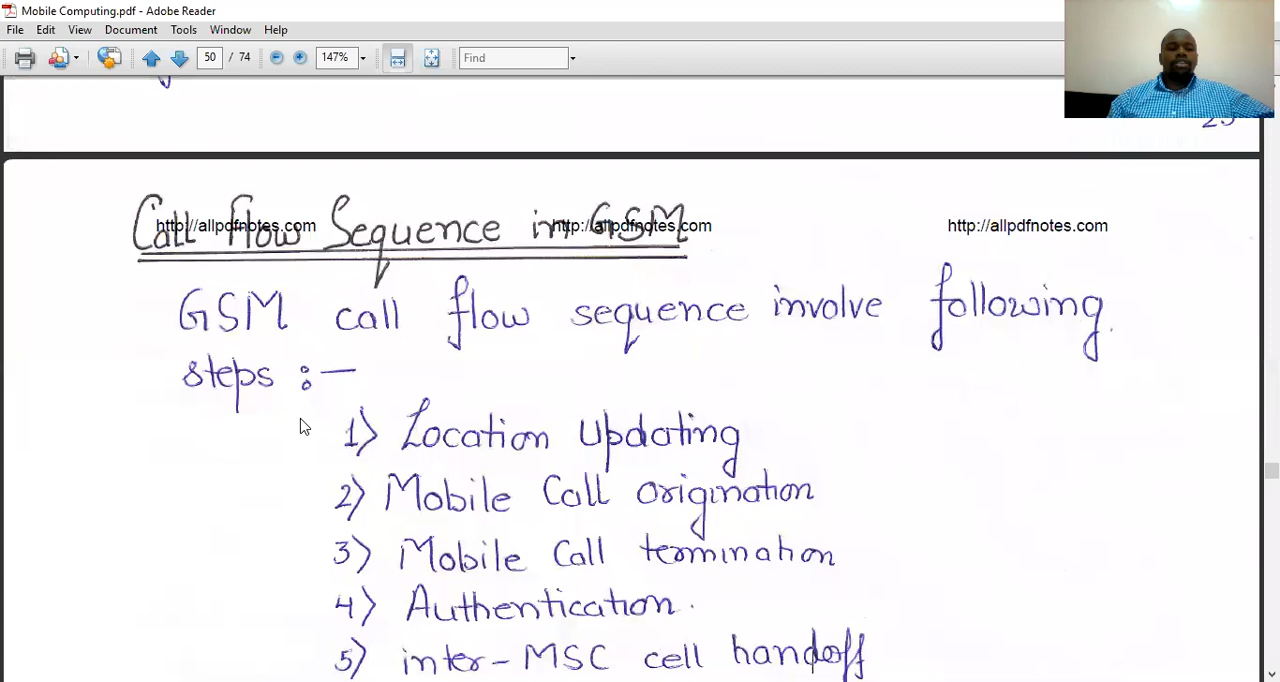 Mobile Computing.pdf - Adobe Reader
File Edit View Document Tools Window Help
50 / 74 147% Find
Call flow Sequence in GSM
http://allpdfnotes.com http://allpdfnotes.com http://allpdfnotes.com
GSM call flow sequence involve following
steps :-
1) Location Updating
2) Mobile Call origination
3) Mobile Call termination
4) Authentication.
5) inter-MSC cell handoff